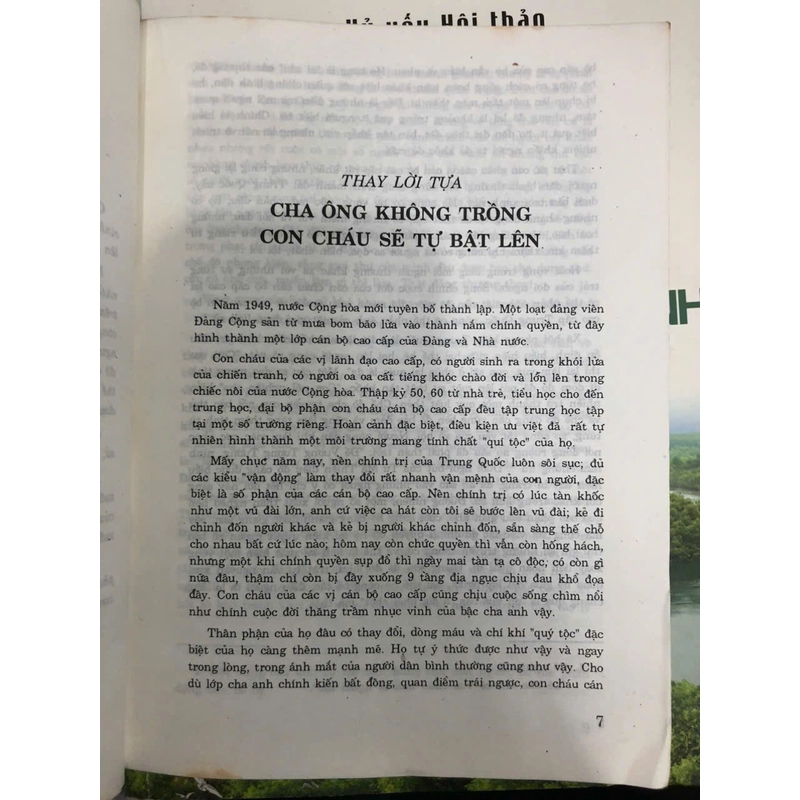 Kỷ yếu Hội thảo
THAY LỜI TỰA
CHA ÔNG KHÔNG TRỒNG
CON CHÁU SẼ TỰ BẬT LÊN
Năm 1949, nước Cộng hòa mới tuyên bố thành lập. Một loạt đảng viên
Đảng Cộng sản từ mưa bom bão lửa vào thành nắm chính quyền, từ đây
hình thành một lớp cán bộ cao cấp của Đảng và Nhà nước.
Con cháu của các vị lãnh đạo cao cấp, có người sinh ra trong khói lửa
của chiến tranh, có người oa oa cất tiếng khóc chào đời và lớn lên trong
chiếc nôi của nước Cộng hòa. Thập kỷ 50, 60 từ nhà trẻ, tiểu học cho đến
trung học, đại bộ phận con cháu cán bộ cao cấp đều tập trung học tập
tại một số trường riêng. Hoàn cảnh đặc biệt, điều kiện ưu việt đã rất tự
nhiên hình thành một môi trường mang tính chất "quí tộc" của họ.
Mấy chục năm nay, nền chính trị của Trung Quốc luôn sôi sục; đủ
các kiểu "vận động" làm thay đổi rất nhanh vận mệnh của con người, đặc
biệt là số phận của các cán bộ cao cấp. Nền chính trị có lúc tàn khốc
như một vũ đài lớn, anh cứ việc ca hát còn tôi sẽ bước lên vũ đài; kẻ đi
chỉnh đốn người khác và kẻ bị người khác chỉnh đốn, sẵn sàng thế chỗ
cho nhau bất cứ lúc nào; hôm nay còn chức quyền thì vẫn còn hống hách,
nhưng một khi chính quyền sụp đổ thì ngày mai tàn tạ cô độc, có còn gì
nữa đâu, thậm chí còn bị đày xuống 9 tầng địa ngục chịu đau khổ đọa
đầy. Con cháu của các vị cán bộ cao cấp cũng chịu cuộc sống chìm nổi
như chính cuộc đời thăng trầm nhục vinh của bậc cha anh vậy.
Thân phận của họ đâu có thay đổi, dòng máu và chí khí "quý tộc" đặc
biệt của họ càng thêm mạnh mẽ. Họ tự ý thức được như vậy và ngay
trong lòng, trong ánh mắt của người dân bình thường cũng như vậy. Cho
dù lớp cha anh chính kiến bất đồng, quan điểm trái ngược, con cháu cán
7